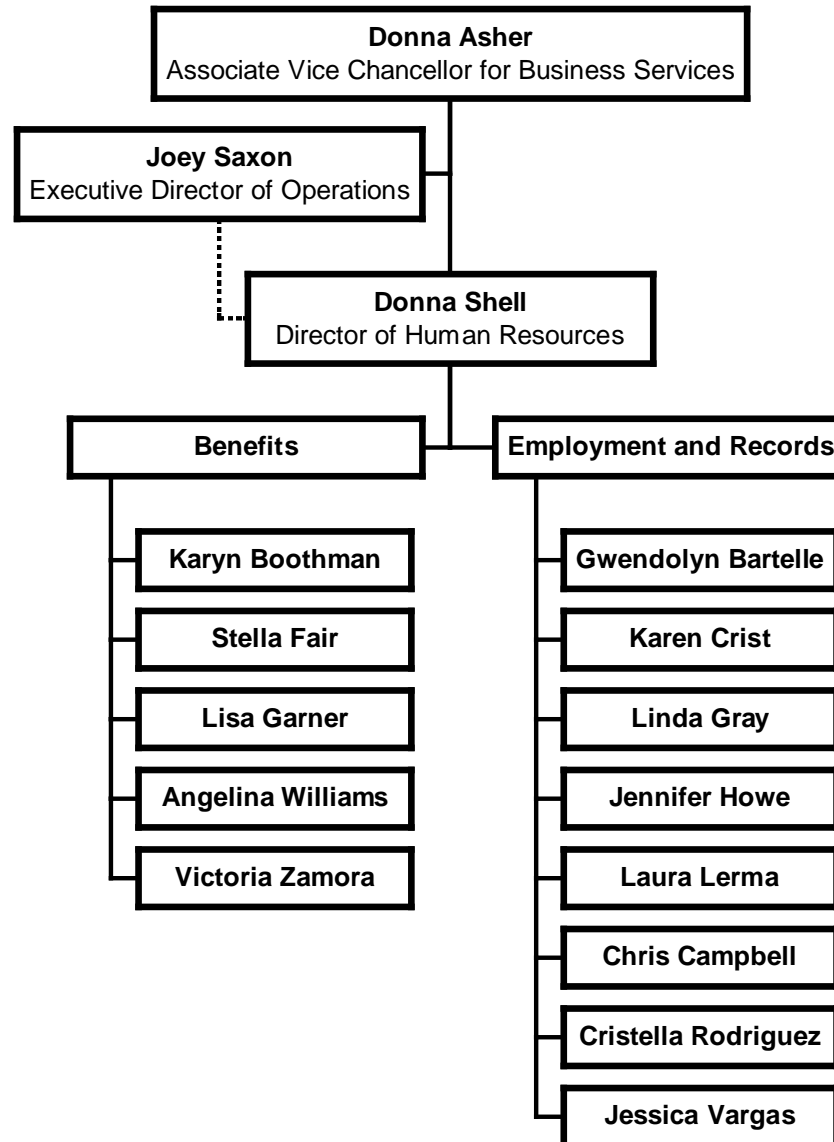 Donna Asher
Associate Vice Chancellor for Business Services
Joey Saxon
Executive Director of Operations
Donna Shell
Director of Human Resources
Benefits
Karyn Boothman
Stella Fair
Lisa Garner
Angelina Williams
Victoria Zamora
Employment and Records
Gwendolyn Bartelle
Karen Crist
Linda Gray
Jennifer Howe
Laura Lerma
Chris Campbell
Cristella Rodriguez
Jessica Vargas